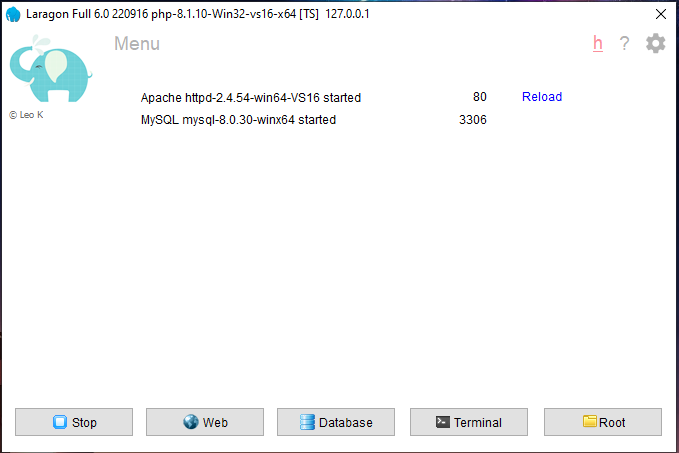 Laragon Full 6.0 220916 php-8.1.10-Win32-vs16-x64 [TS] 127.0.0.1
Menu h ?
© Leo K
Apache httpd-2.4.54-win64-VS16 started 80 Reload
MySQL mysql-8.0.30-winx64 started 3306
Stop Web Database Terminal Root